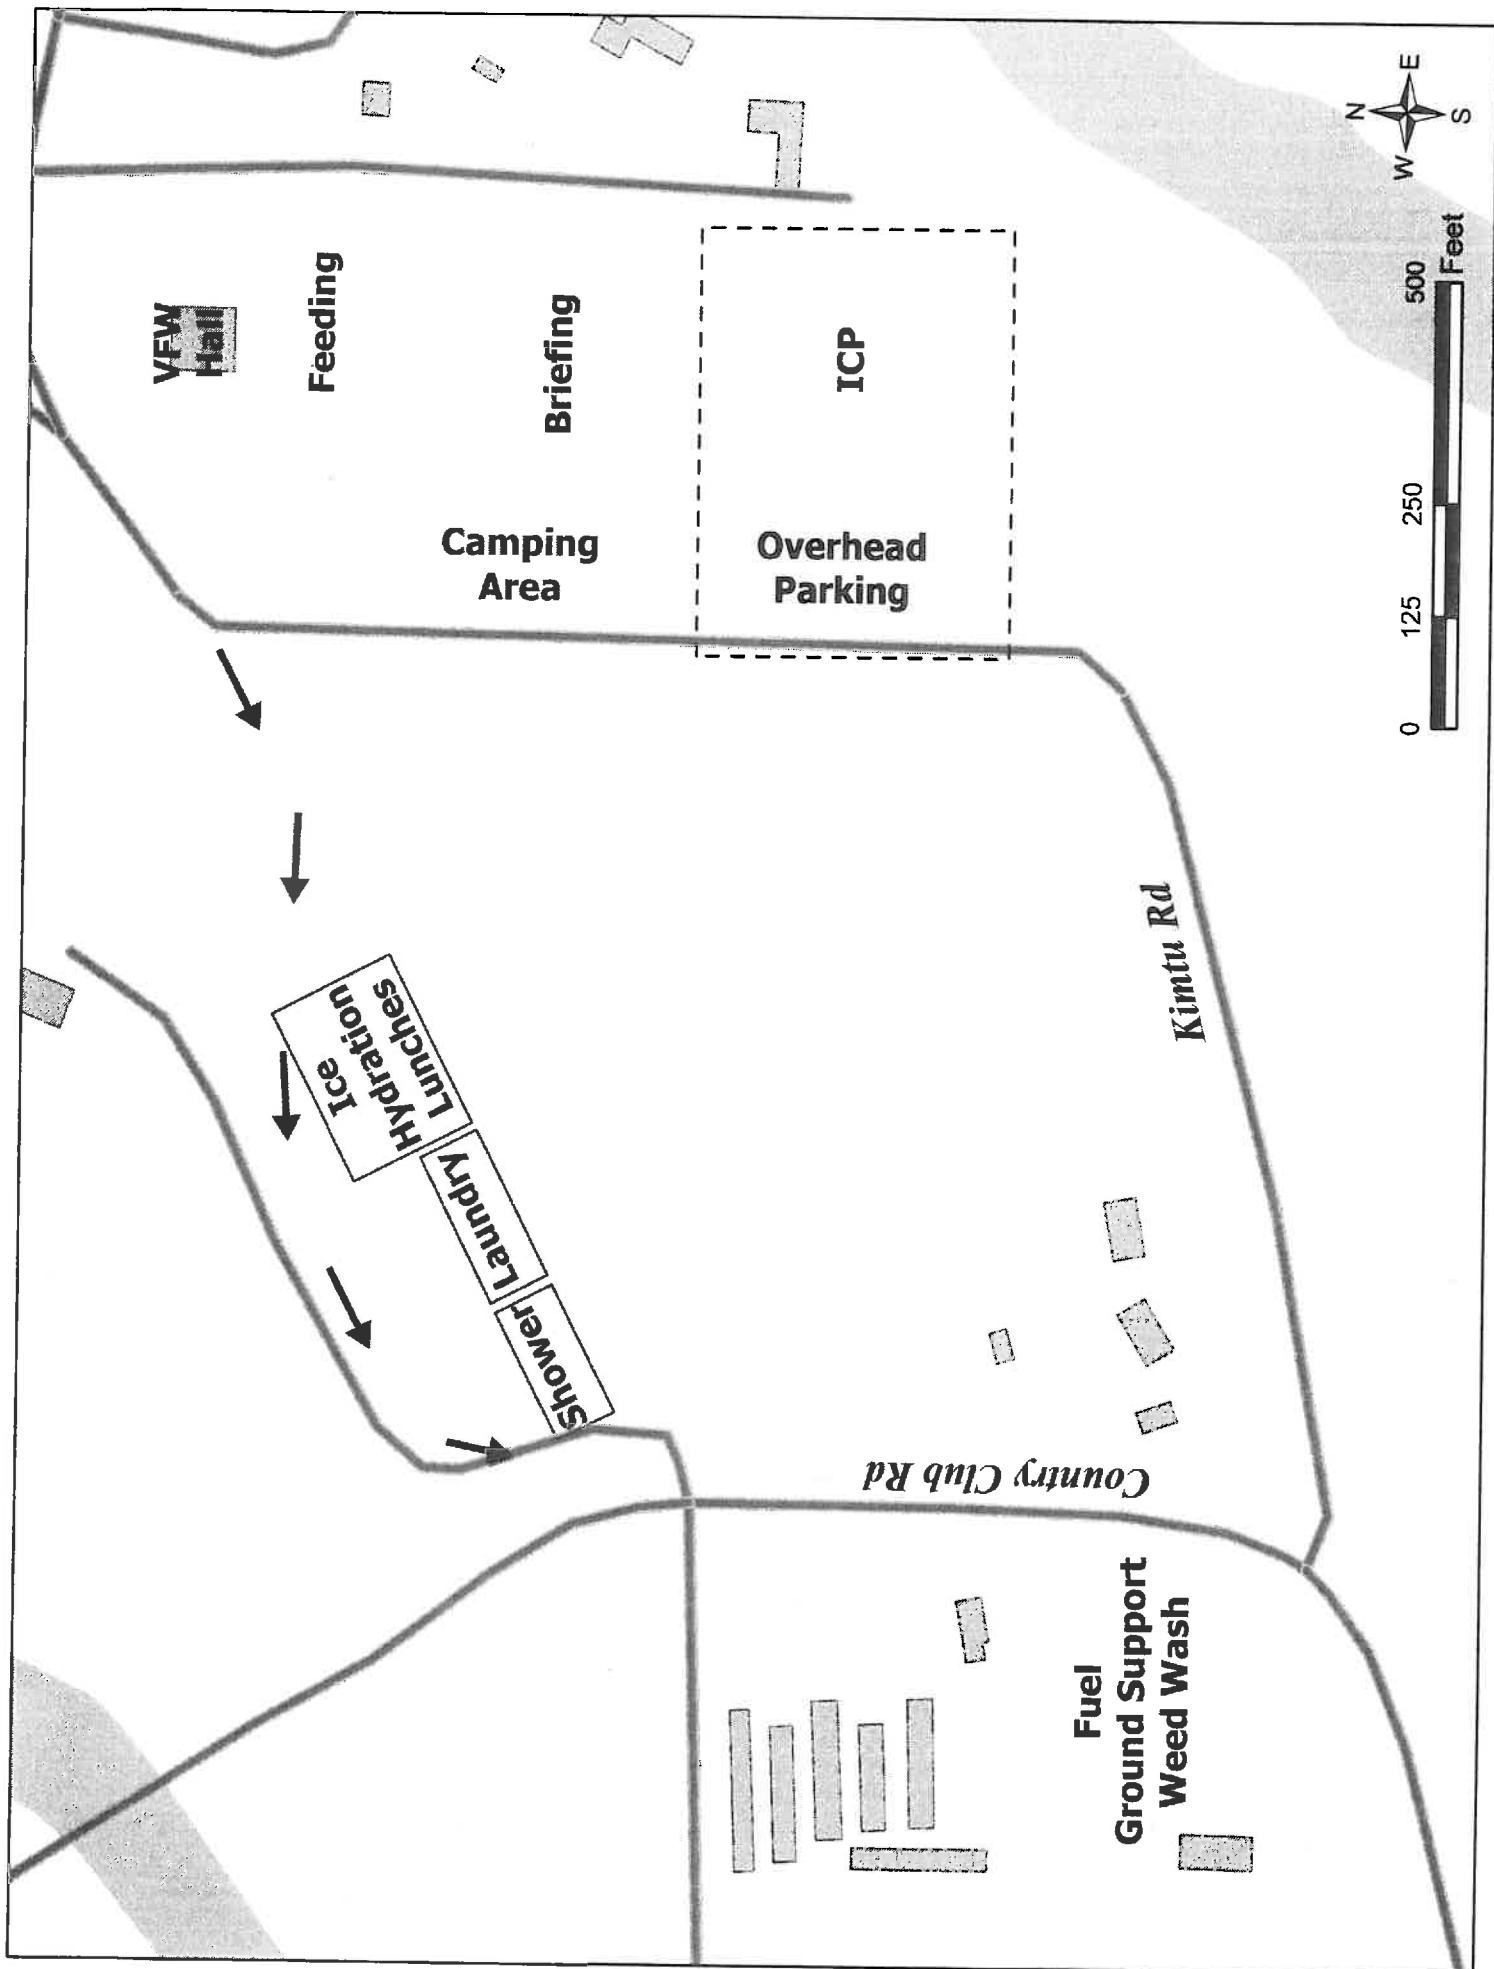 VFW
Hall
Feeding
Briefing
Camping
Area
ICP
Overhead
Parking
Ice
Hydration
Lunches
Laundry
Shower
Kimtu Rd
Country Club Rd
Fuel
Ground Support
Weed Wash
N
W
E
S
0 125 250 500
Feet